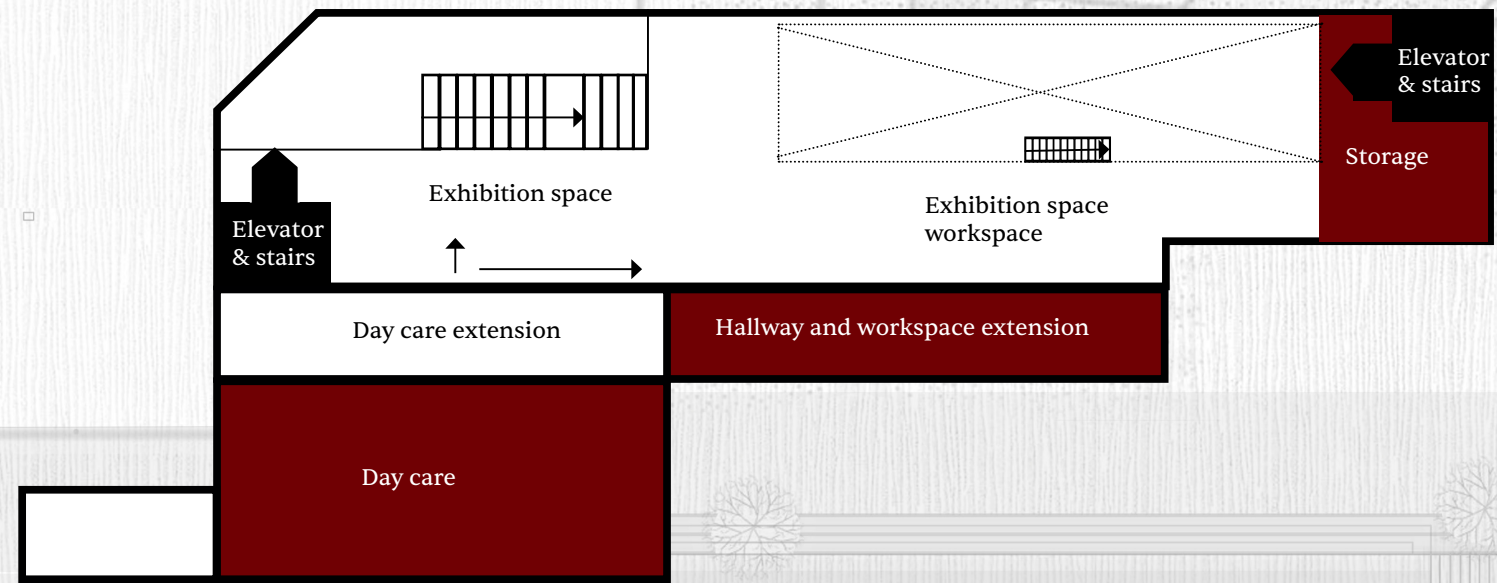 Elevator
& stairs
Storage
Exhibition space
Exhibition space
workspace
Elevator
& stairs
Day care extension
Hallway and workspace extension
Day care